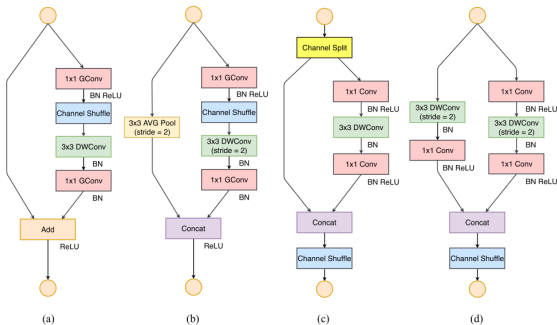 1x1 GConv
BN ReLU
Channel Shuffle
3x3 DWConv
BN
1x1 GConv
BN
Add
ReLU
(a)
1x1 GConv
BN ReLU
3x3 AVG Pool
(stride = 2)
Channel Shuffle
3x3 DWConv
(stride = 2)
BN
1x1 GConv
BN
Concat
ReLU
(b)
Channel Split
1x1 Conv
BN ReLU
3x3 DWConv
BN
1x1 Conv
BN ReLU
Concat
Channel Shuffle
(c)
3x3 DWConv
(stride = 2)
BN
1x1 Conv
BN ReLU
1x1 Conv
BN ReLU
3x3 DWConv
(stride = 2)
BN
1x1 Conv
BN ReLU
Concat
Channel Shuffle
(d)